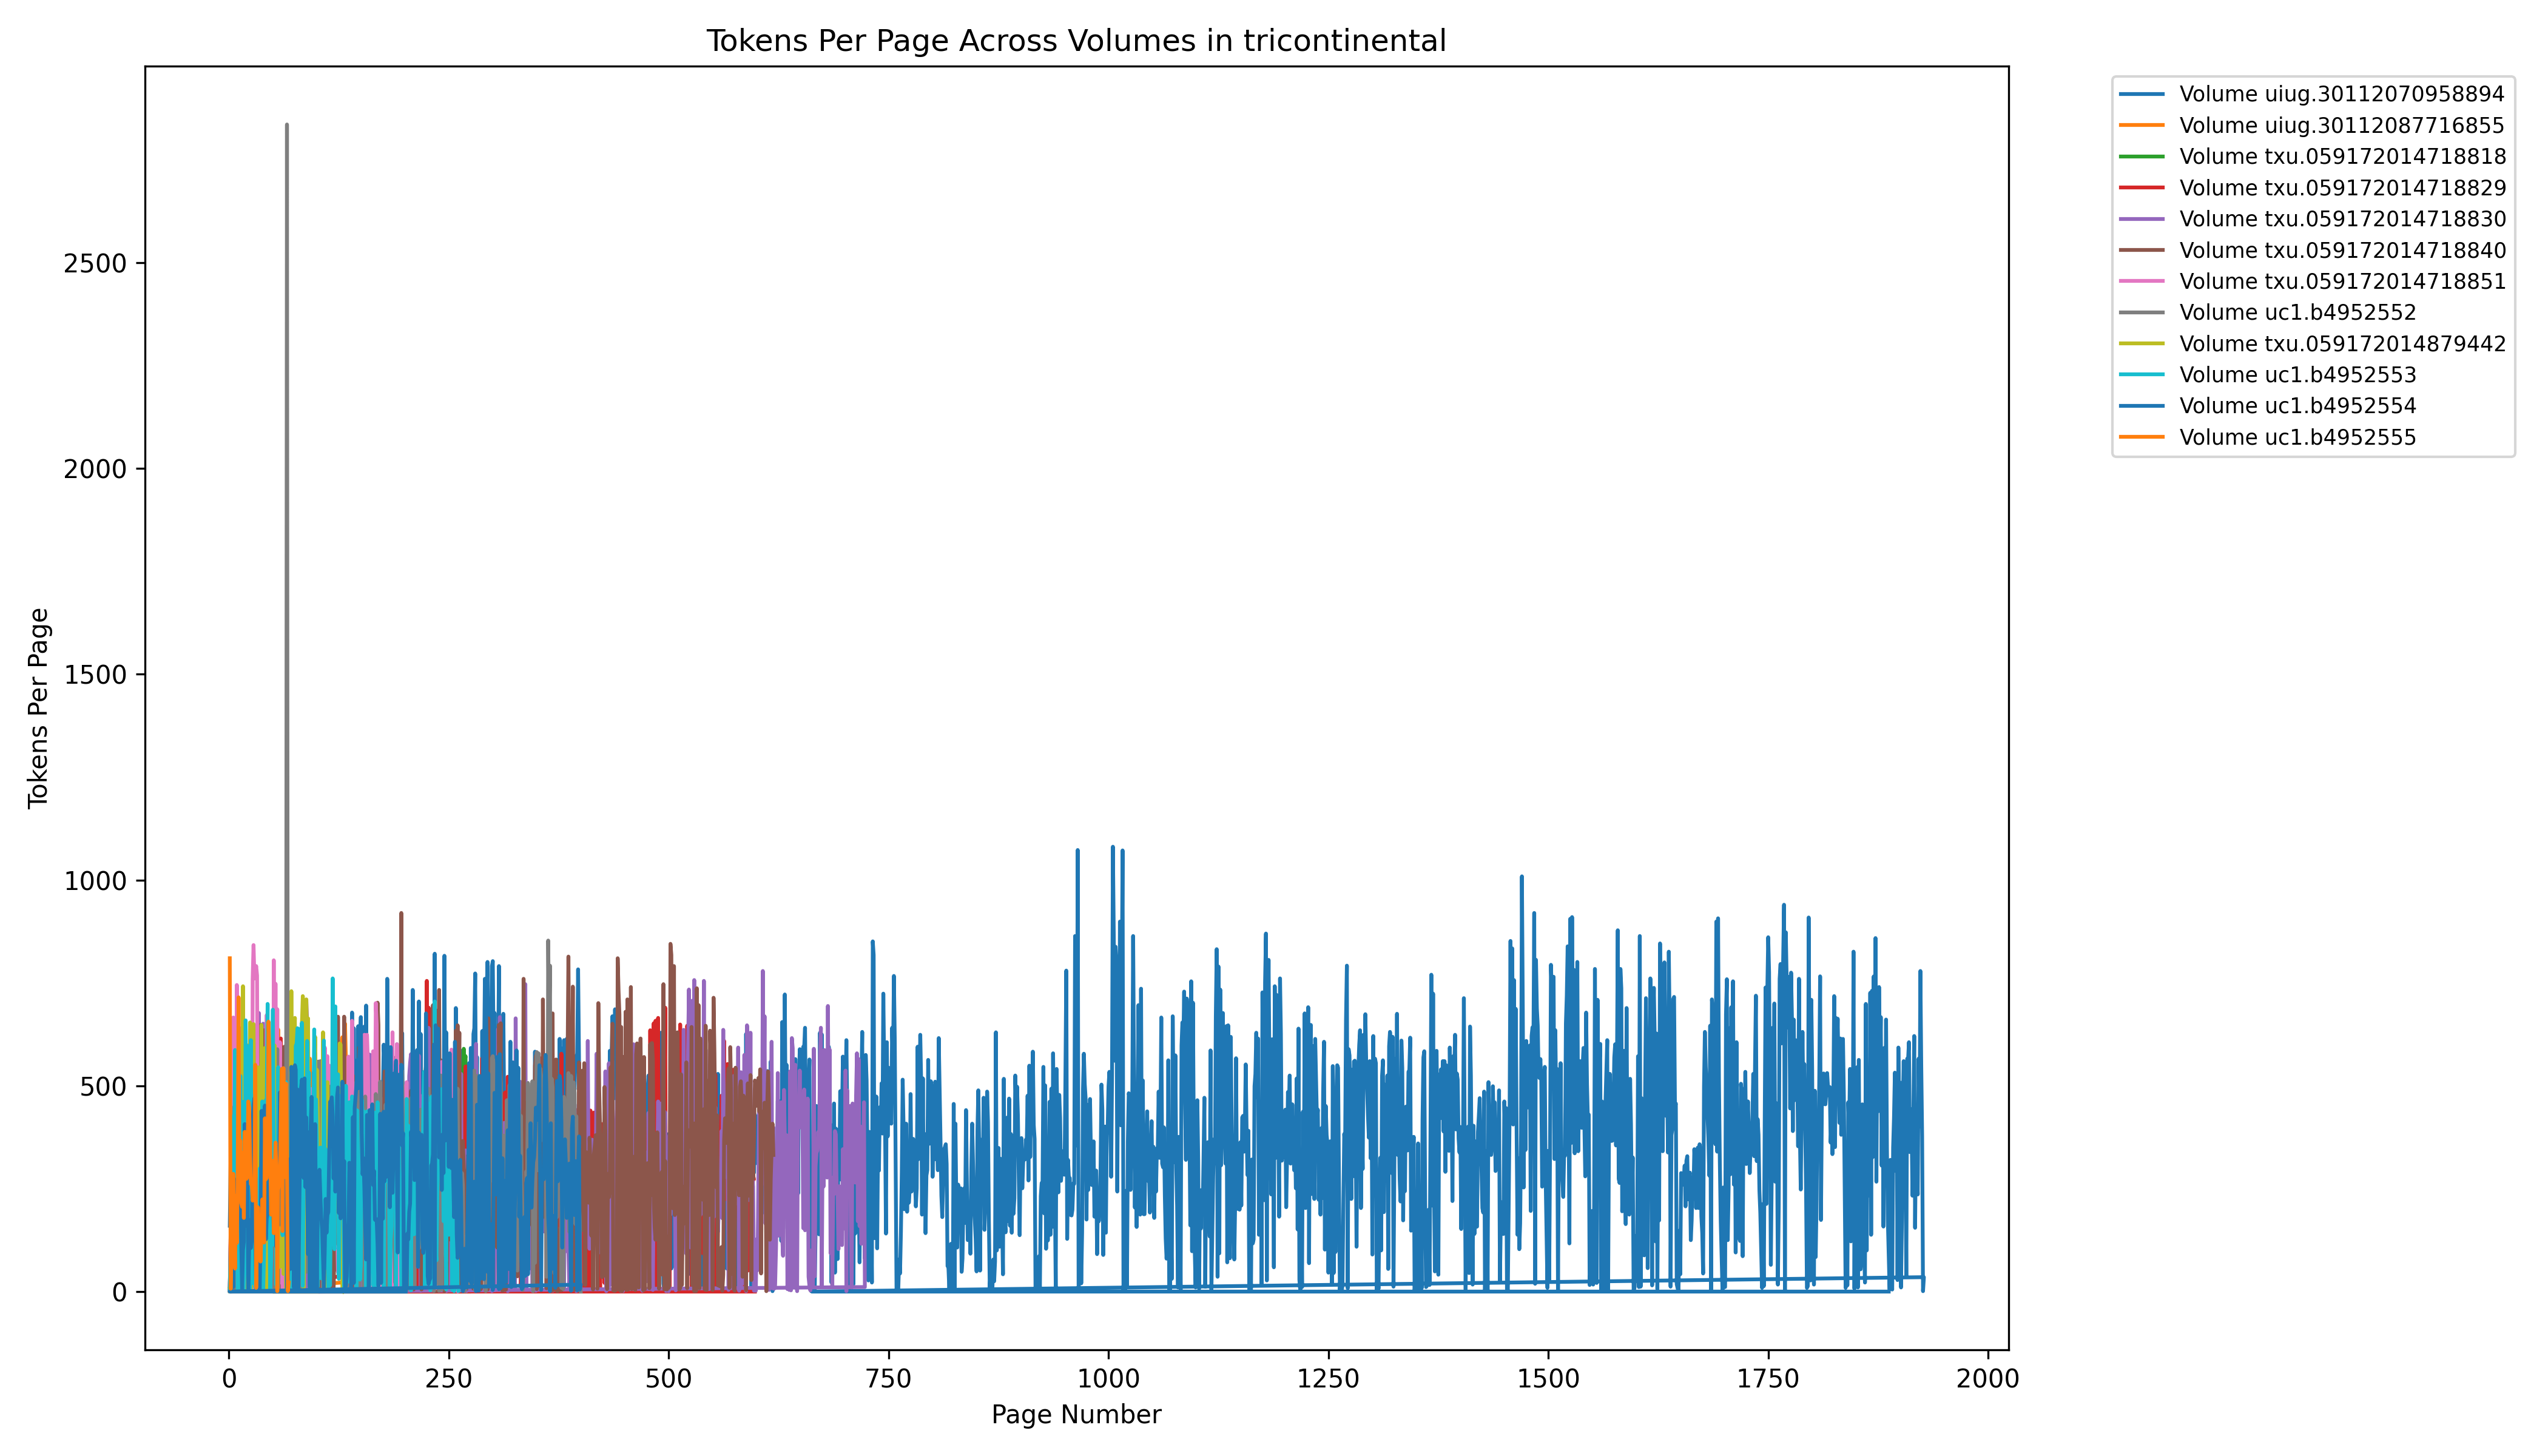 Tokens Per Page Across Volumes in tricontinental
Volume uiug.30112070958894
Volume uiug.30112087716855
Volume txu.059172014718818
Volume txu.059172014718829
Volume txu.059172014718830
Volume txu.059172014718840
Volume txu.059172014718851
Volume uc1.b4952552
Volume txu.059172014879442
Volume uc1.b4952553
Volume uc1.b4952554
Volume uc1.b4952555
Tokens Per Page
2500
2000
1500
1000
500
0
0 250 500 750 1000 1250 1500 1750 2000
Page Number